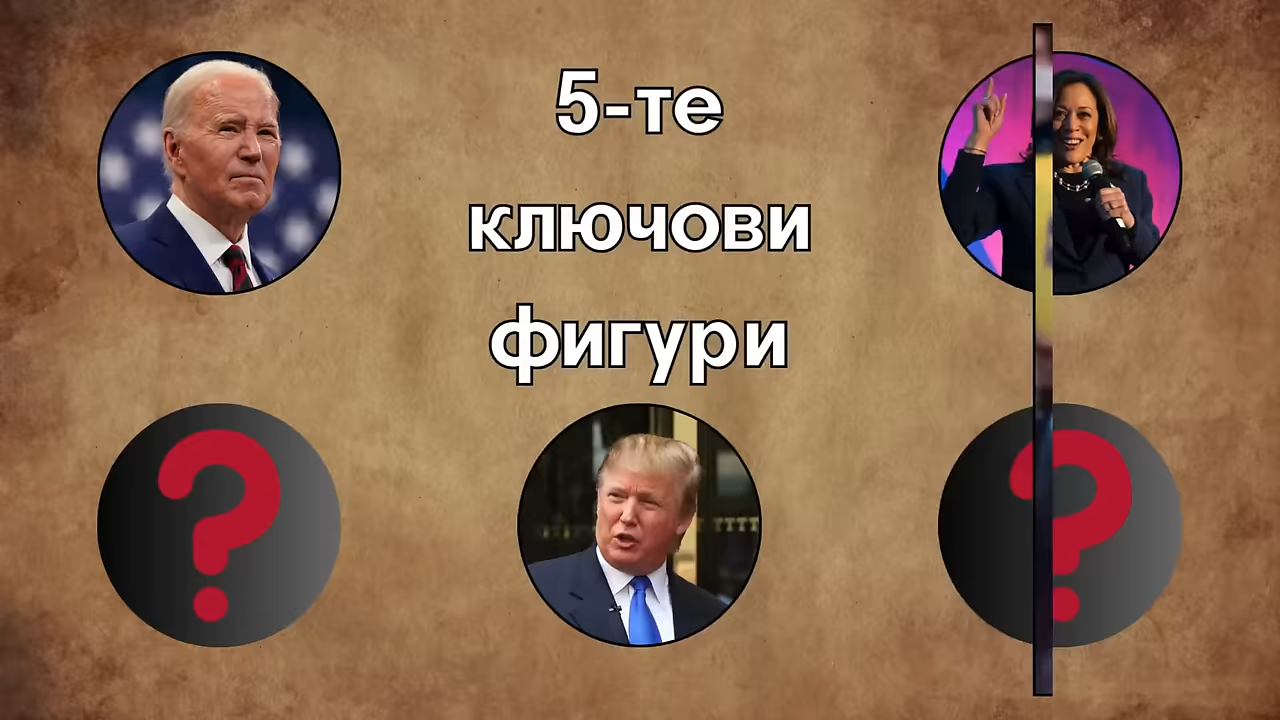 5-те
ключови
фигури